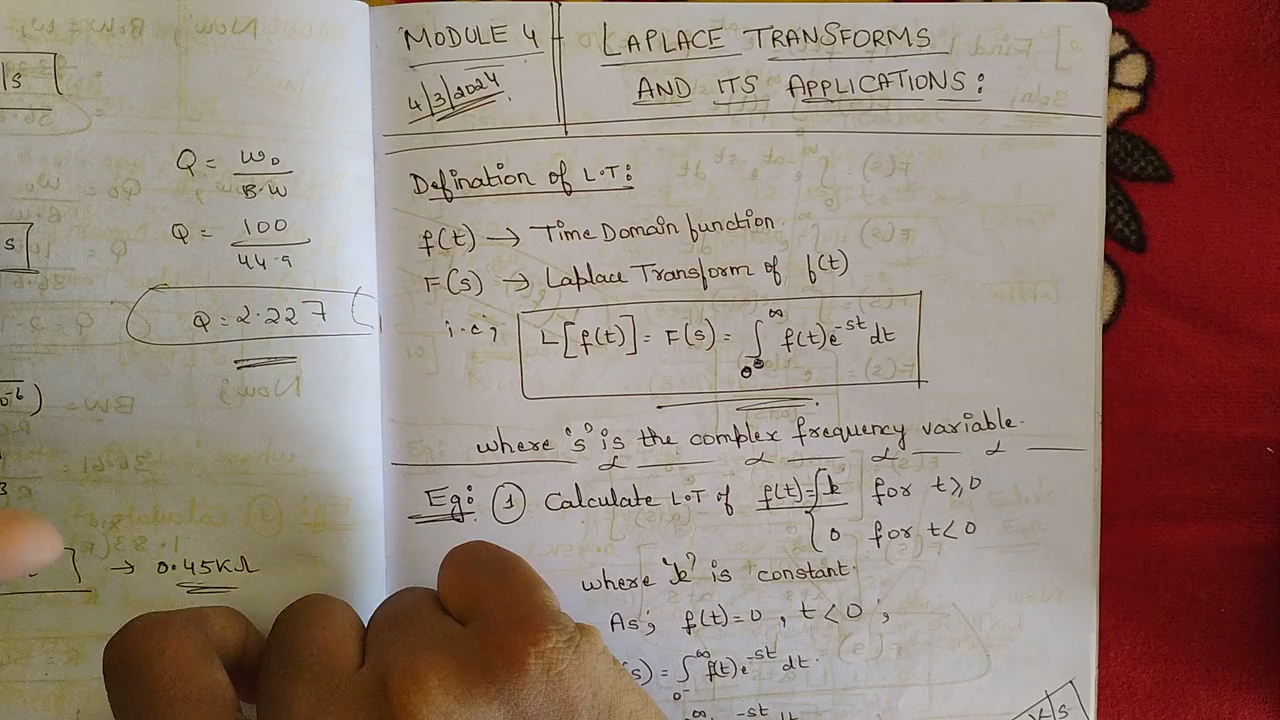 |s
Q = ω₀ / B.W
Q = 100 / 44.9
s
Q = 2.227
→ 0.45KΩ
MODULE 4
4/3/2024
LAPLACE TRANSFORMS
AND ITS APPLICATIONS:
Defination of L.T:
f(t) → Time Domain function.
F(s) → Laplace Transform of f(t)
i.e; L[f(t)] = F(s) = ∫₀^∞ f(t)e^-st dt
where 's' is the complex frequency variable.
Eg: ① Calculate L.T of f(t) = { k for t≥0
{ 0 for t<0
where 'k' is constant.
As; f(t)=0 , t<0 ;
(s) = ∫₀-^∞ f(t)e^-st dt.
∞ -st dt
k/s